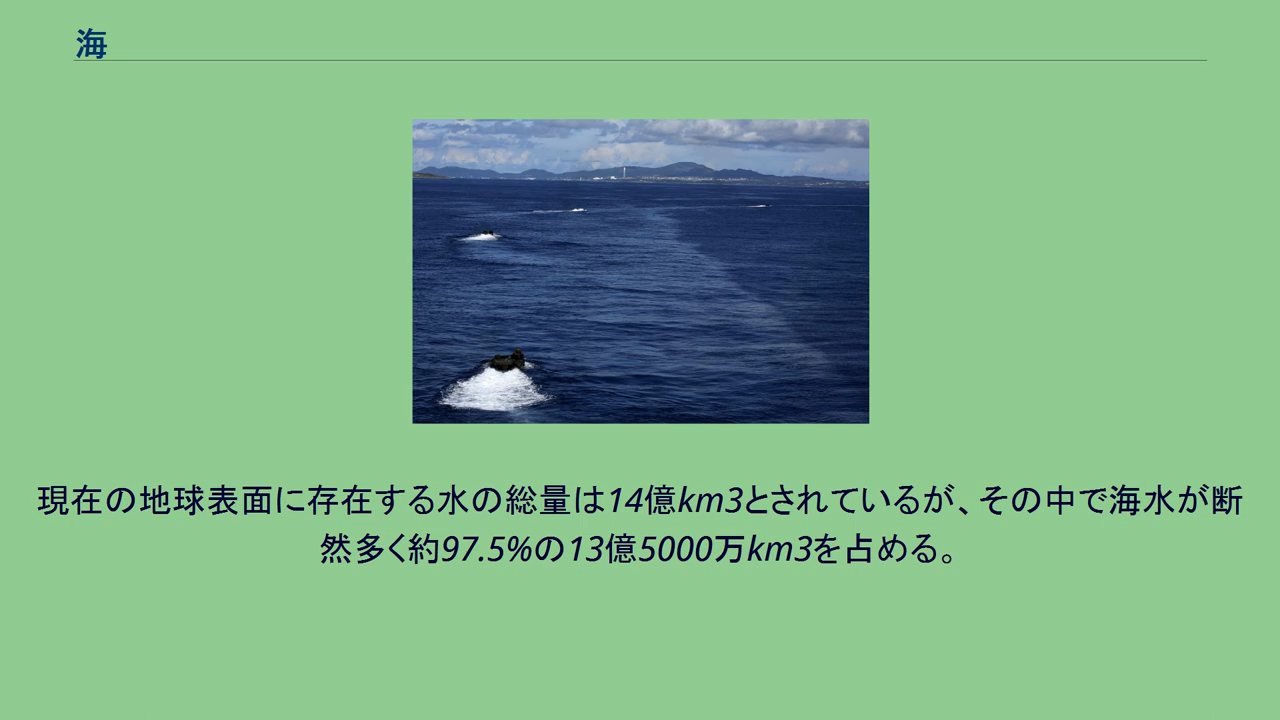 海
現在の地球表面に存在する水の総量は14億km3とされているが、その中で海水が断
然多く約97.5%の13億5000万km3を占める。